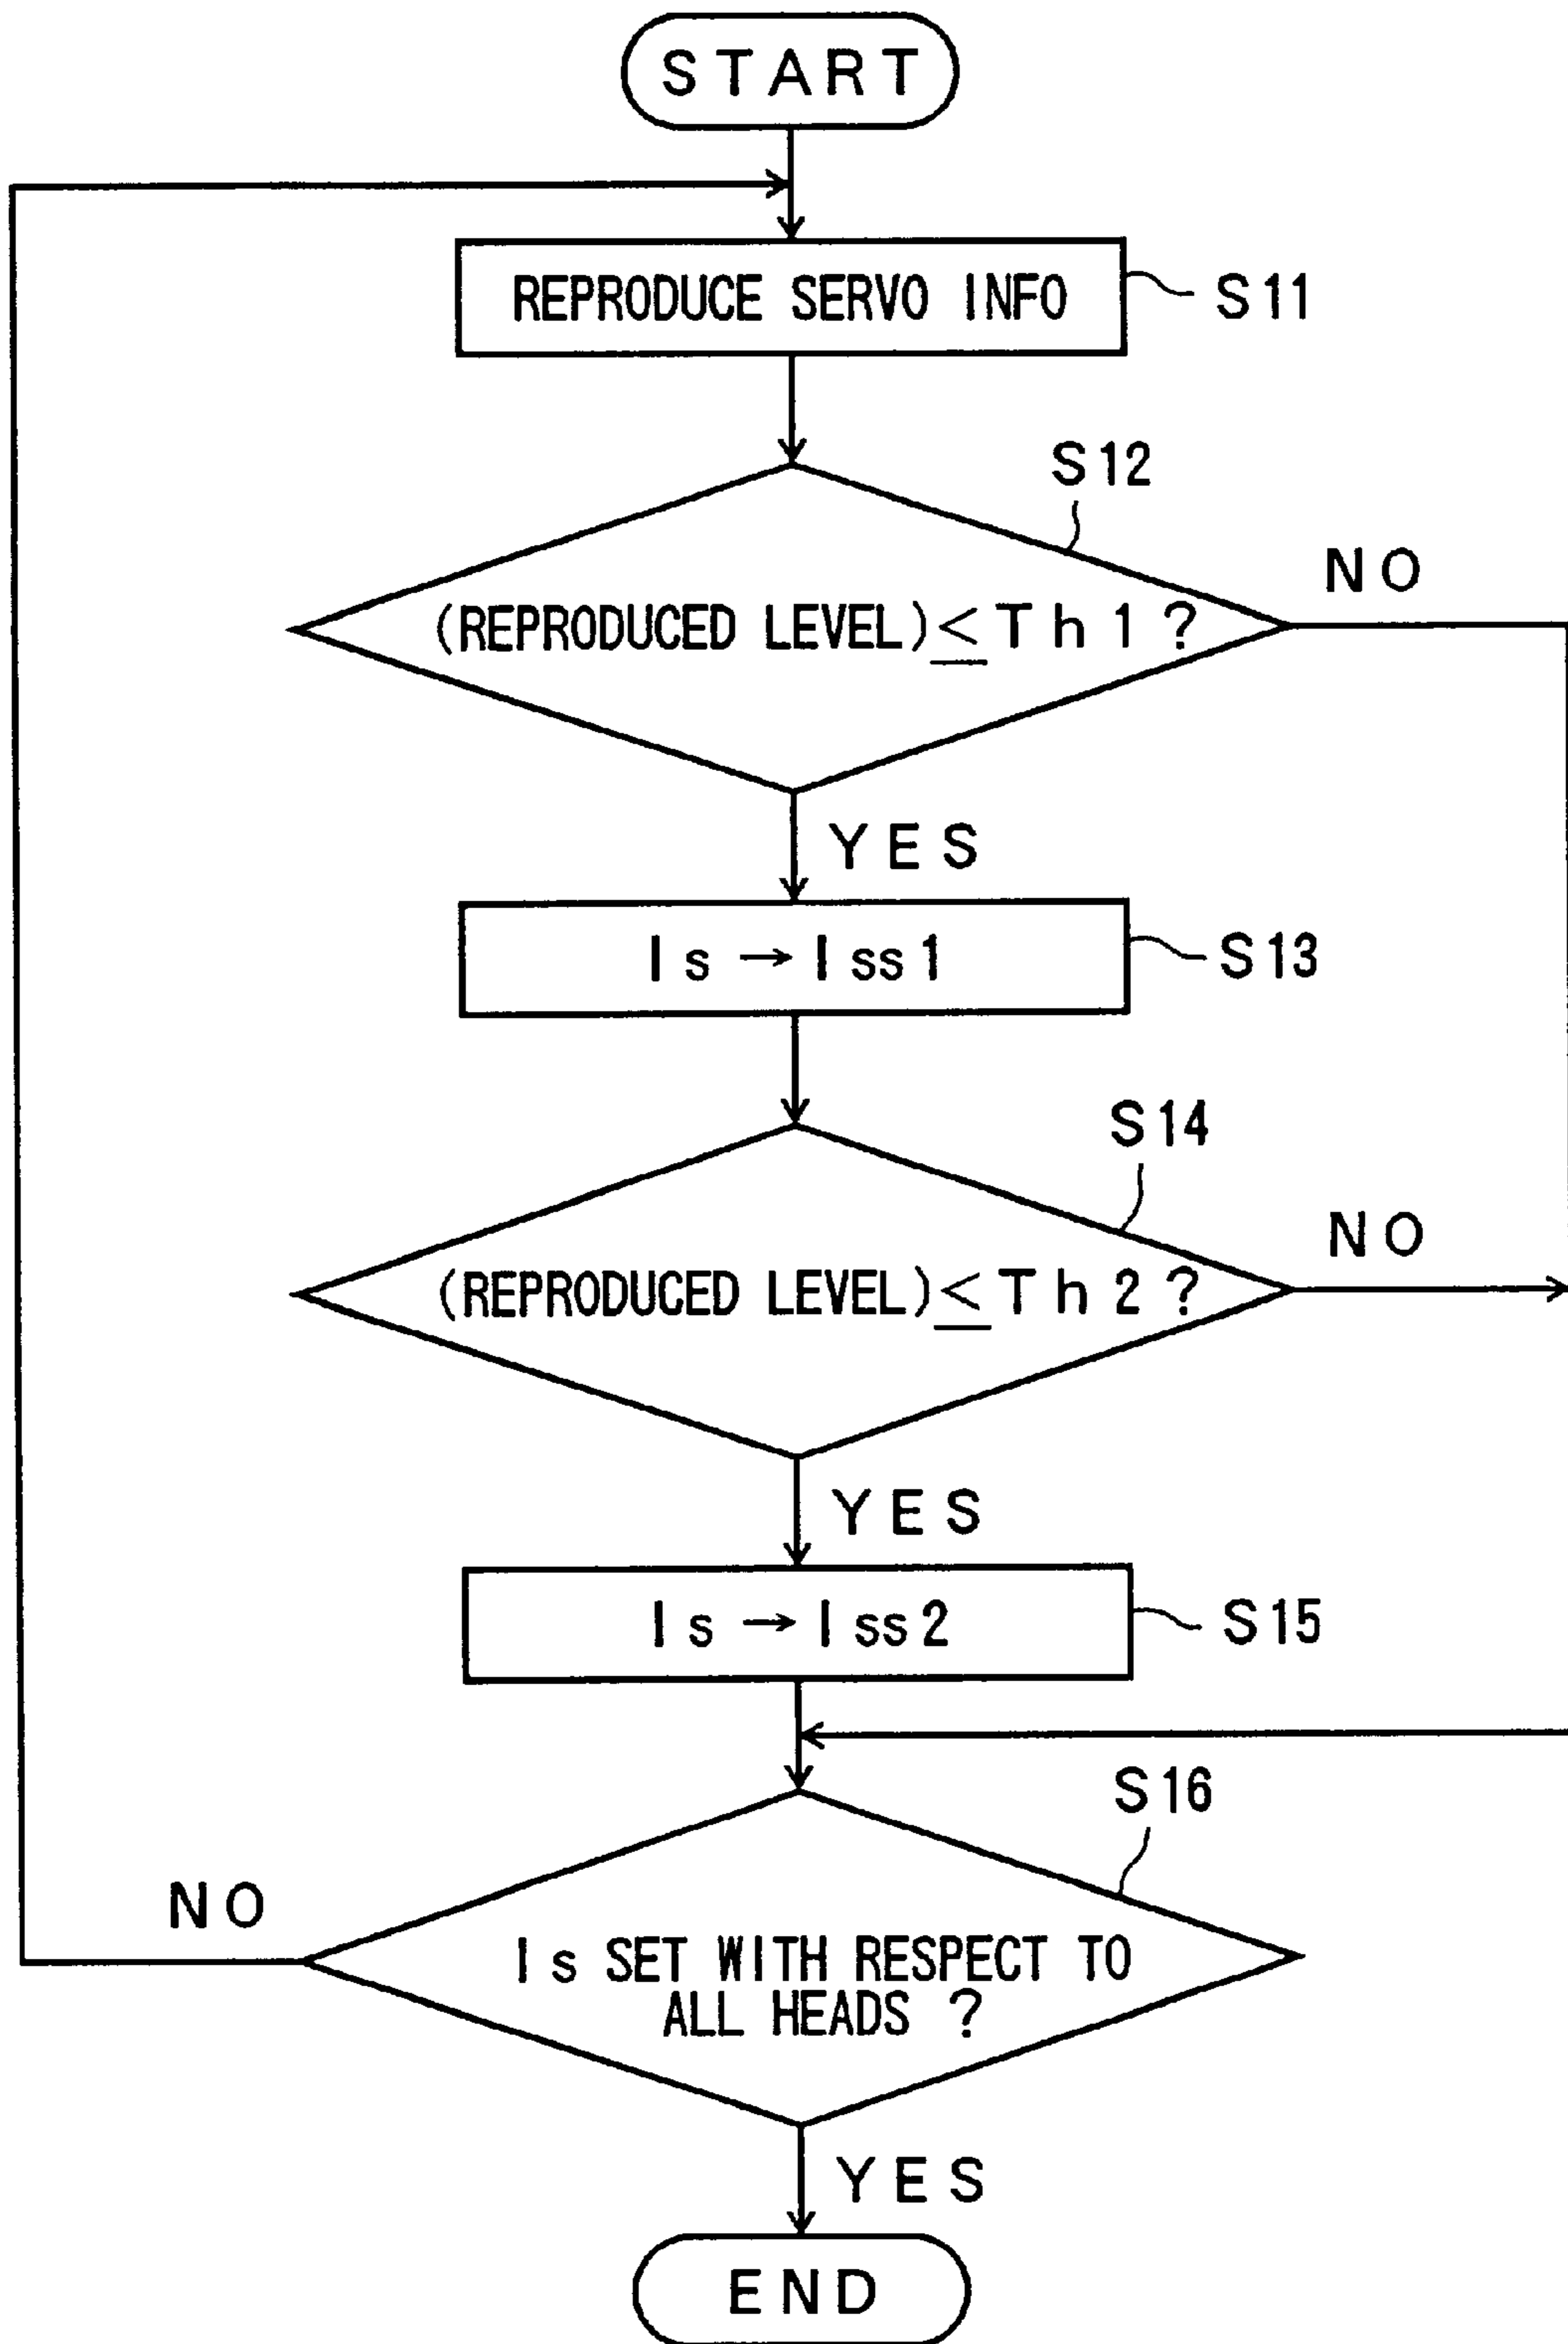 START
REPRODUCE SERVO INFO
S11
S12
(REPRODUCED LEVEL)≤Th1?
NO
YES
Is→Iss1
S13
S14
(REPRODUCED LEVEL)≤Th2?
NO
YES
Is→Iss2
S15
S16
NO
Is SET WITH RESPECT TO
ALL HEADS ?
YES
END